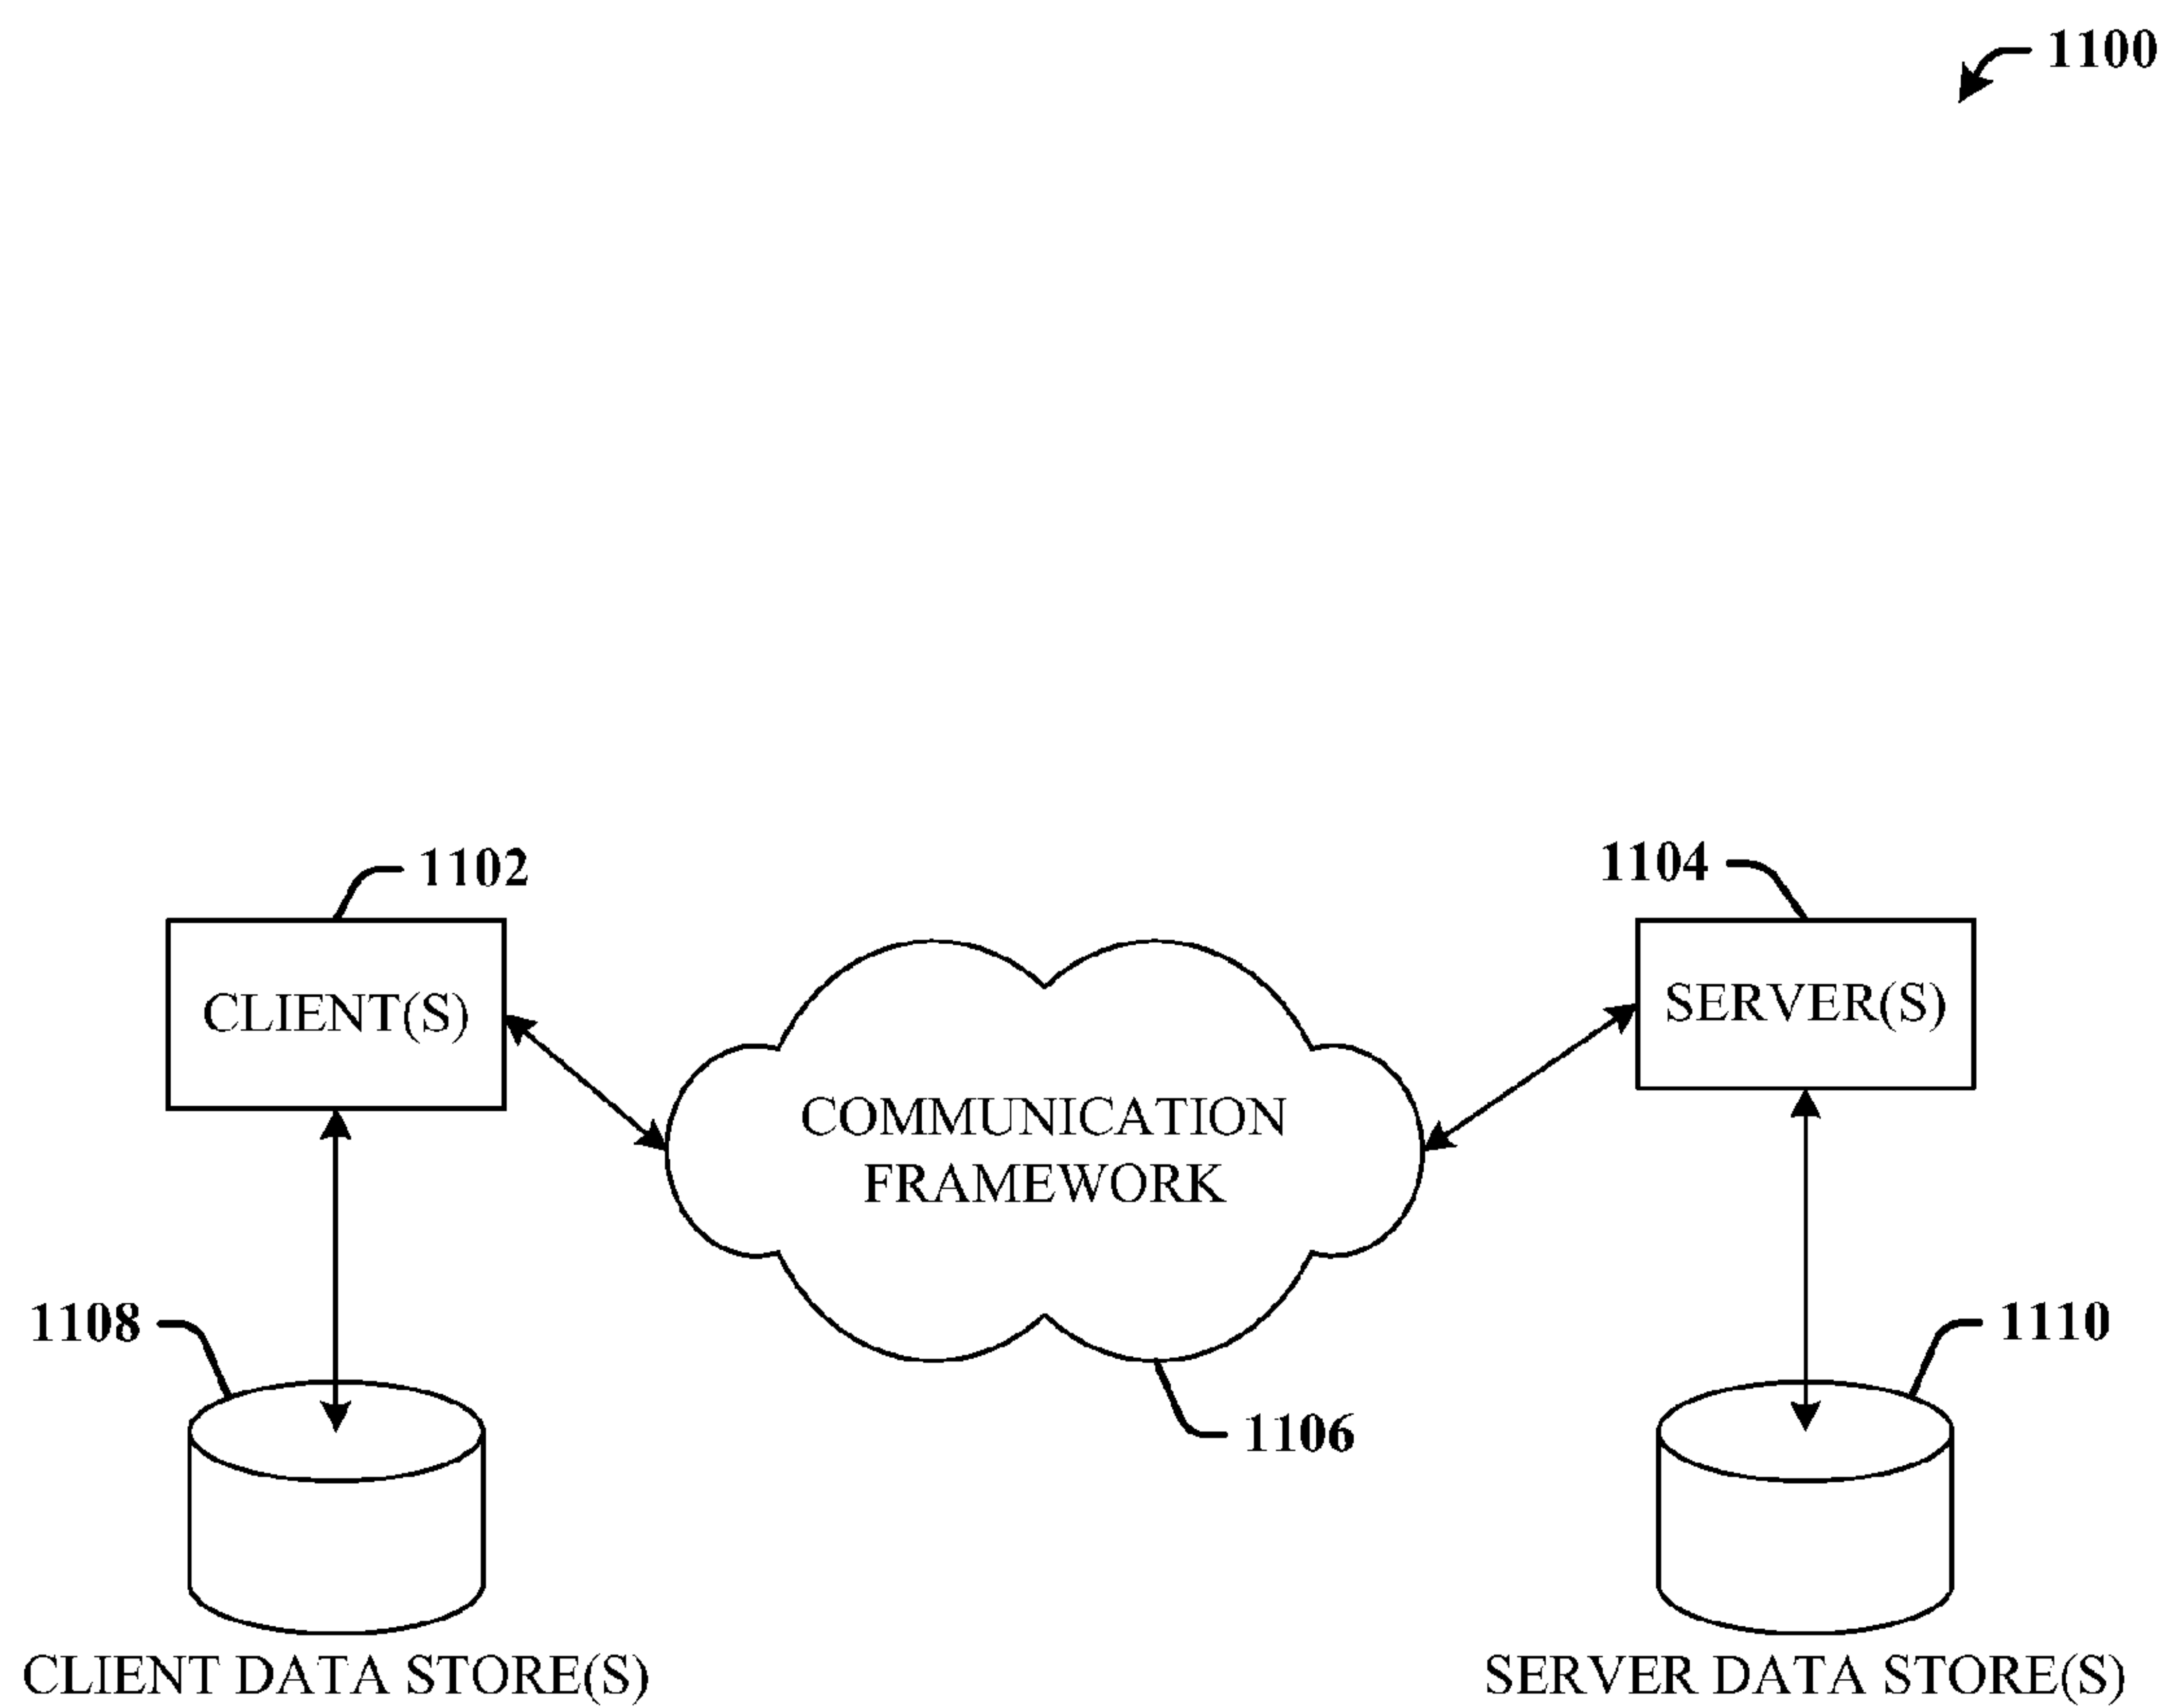 1100
1102
1104
CLIENT(S)
SERVER(S)
COMMUNICATION
FRAMEWORK
1108
1110
1106
CLIENT DATA STORE(S)
SERVER DATA STORE(S)